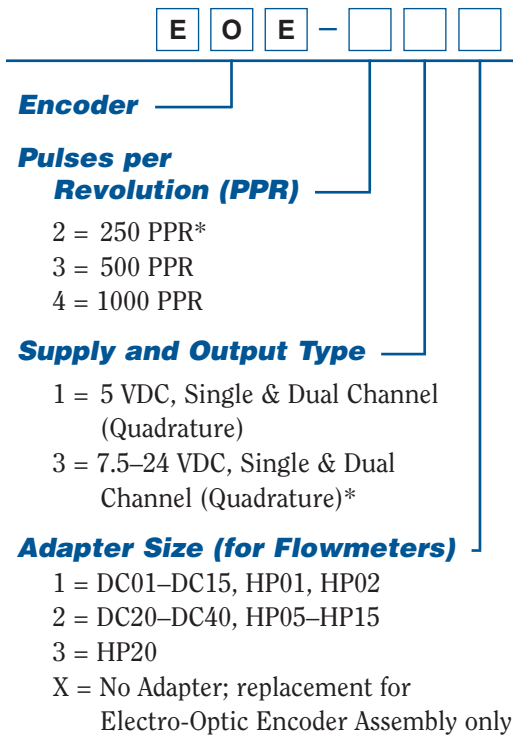 E O E –
Encoder
Pulses per
Revolution (PPR)
2 = 250 PPR*
3 = 500 PPR
4 = 1000 PPR
Supply and Output Type
1 = 5 VDC, Single & Dual Channel
(Quadrature)
3 = 7.5–24 VDC, Single & Dual
Channel (Quadrature)*
Adapter Size (for Flowmeters)
1 = DC01–DC15, HP01, HP02
2 = DC20–DC40, HP05–HP15
3 = HP20
X = No Adapter; replacement for
Electro-Optic Encoder Assembly only